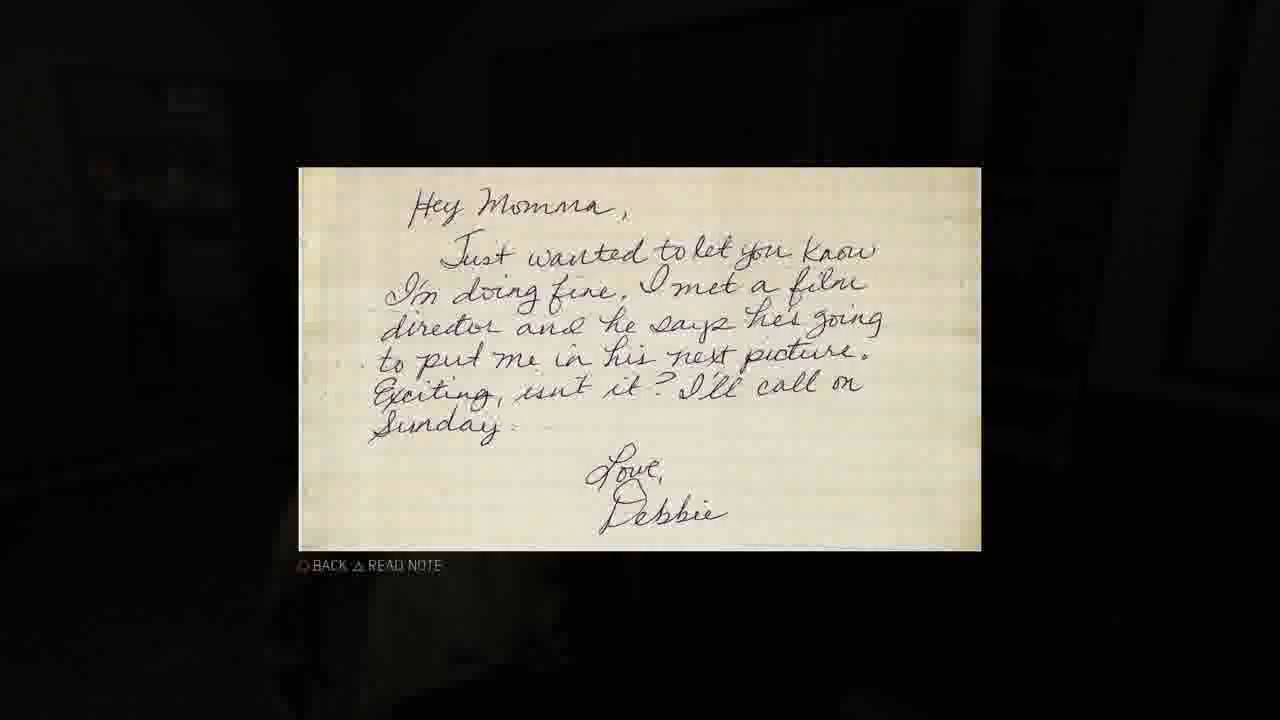 Hey Momma,
Just wanted to let you know
I'm doing fine. I met a film
director and he says he's going
to put me in his next picture.
Exciting, isn't it? I'll call on
Sunday.
Love,
Debbie
BACK READ NOTE